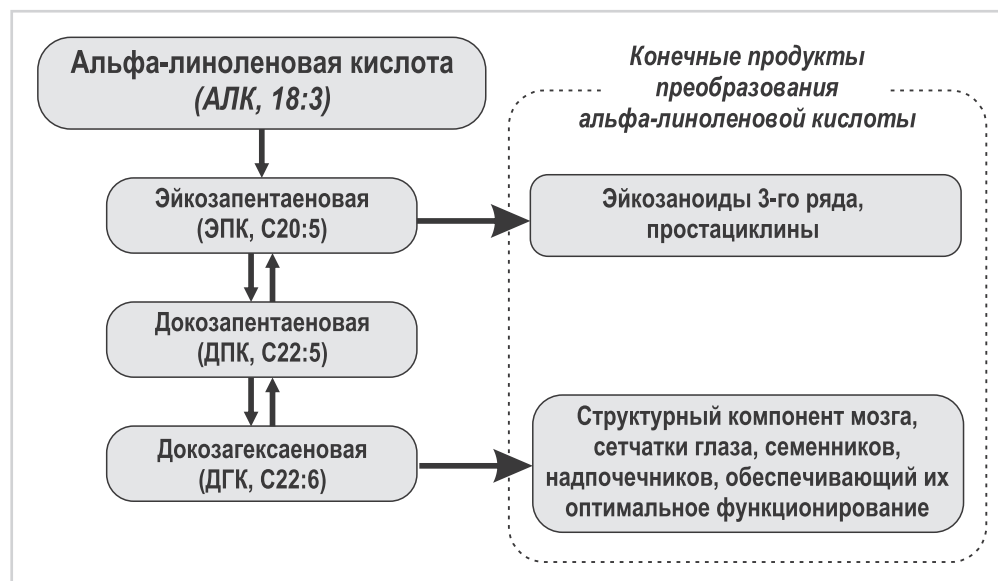 Альфа-линоленовая кислота
(АЛК, 18:3)
Конечные продукты
преобразования
альфа-линоленовой кислоты
Эйкозапентаеновая
(ЭПК, С20:5)
Эйкозаноиды 3-го ряда,
простациклины
Докозапентаеновая
(ДПК, С22:5)
Докозагексаеновая
(ДГК, С22:6)
Структурный компонент мозга,
сетчатки глаза, семенников,
надпочечников, обеспечивающий их
оптимальное функционирование